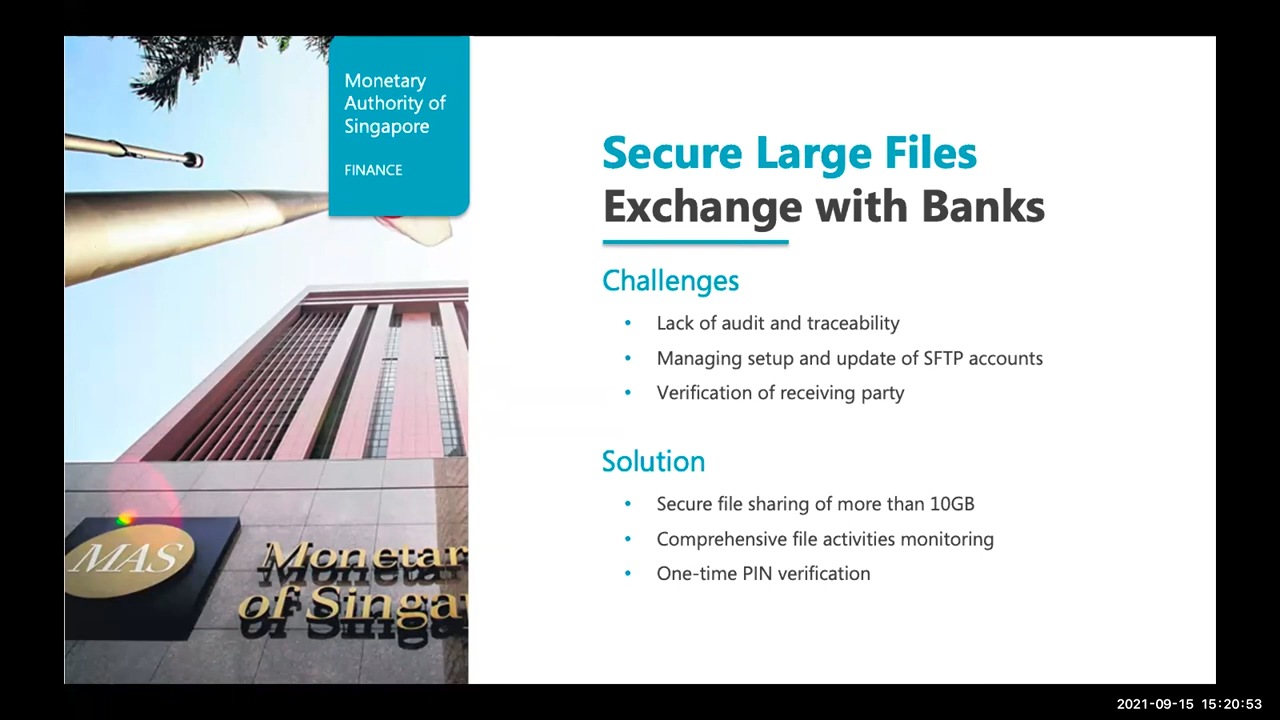 Monetary
Authority of
Singapore
FINANCE
Secure Large Files
Exchange with Banks
Challenges
• Lack of audit and traceability
• Managing setup and update of SFTP accounts
• Verification of receiving party
Solution
• Secure file sharing of more than 10GB
• Comprehensive file activities monitoring
• One-time PIN verification
MAS
Monetar
of Singa
2021-09-15 15:20:53